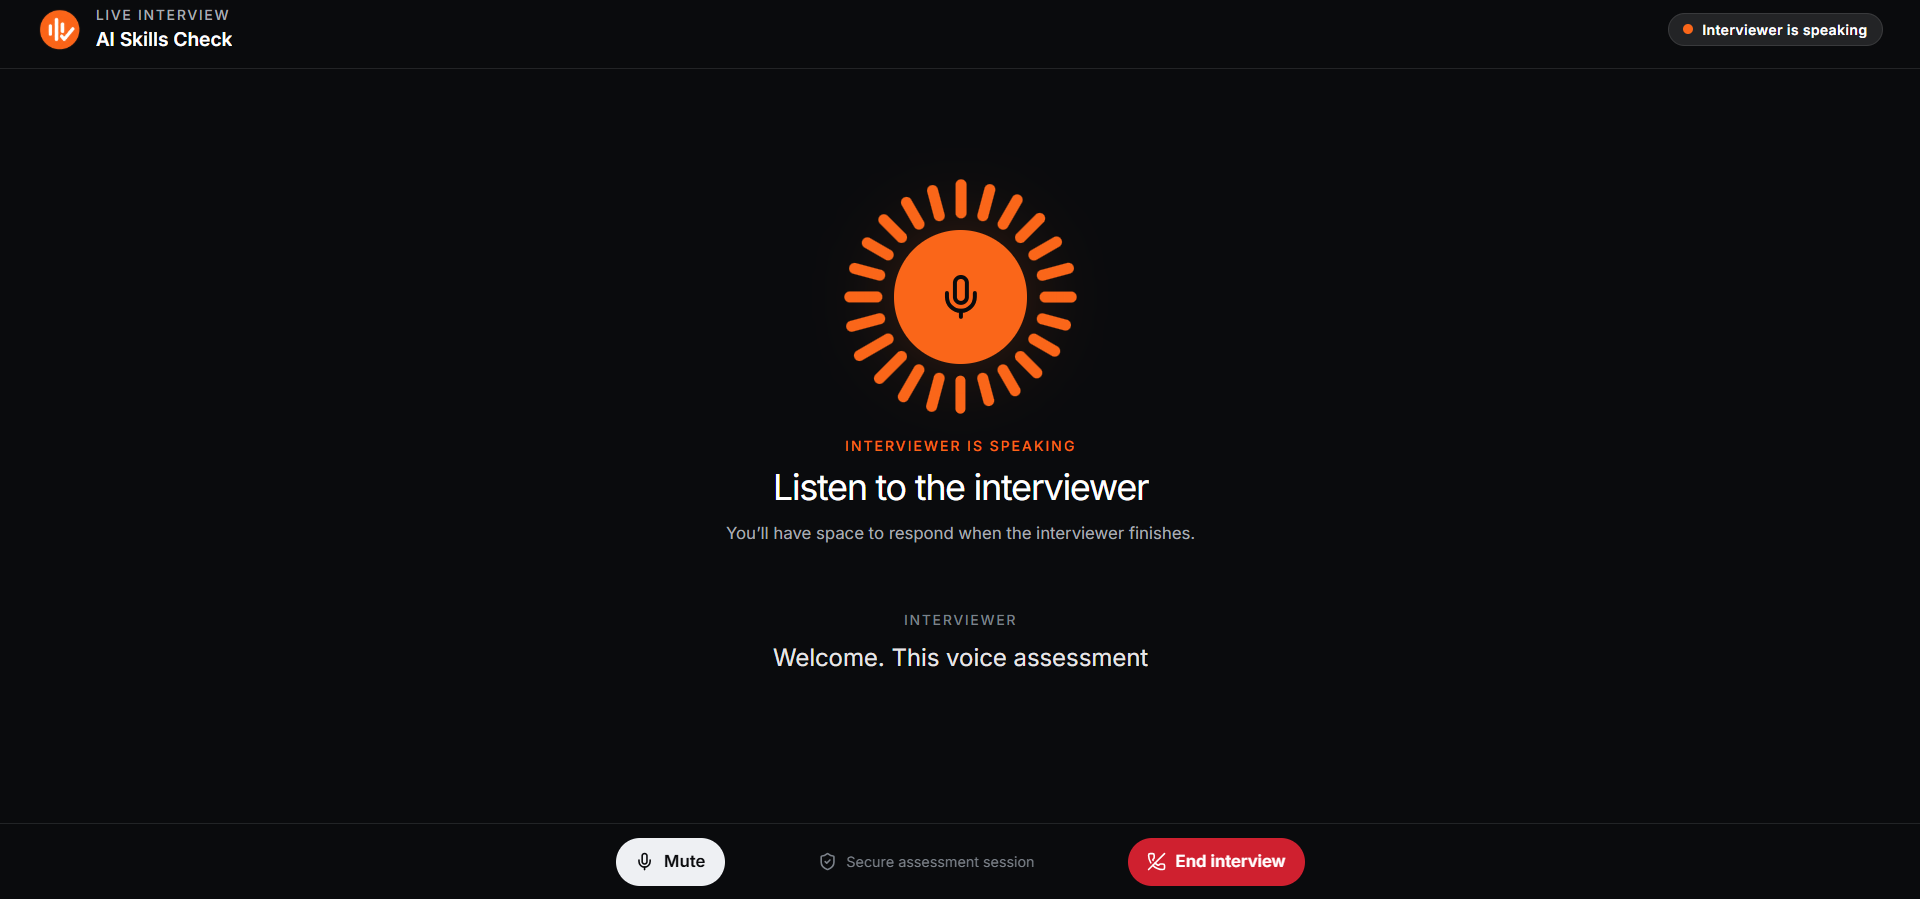 LIVE INTERVIEW
AI Skills Check
Interviewer is speaking
INTERVIEWER IS SPEAKING
Listen to the interviewer
You’ll have space to respond when the interviewer finishes.
INTERVIEWER
Welcome. This voice assessment
Mute
Secure assessment session
End interview